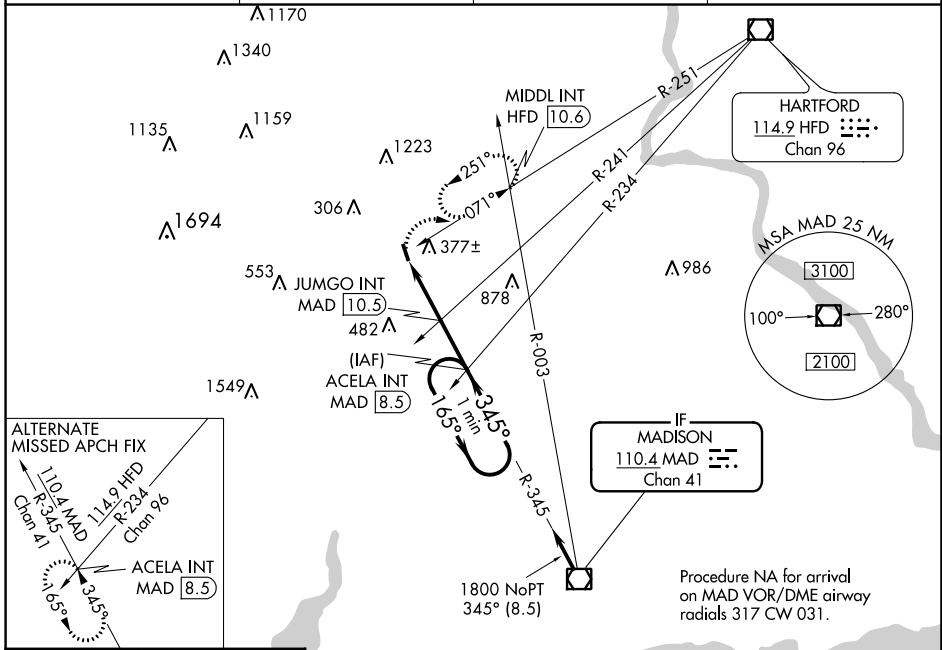 1170
1340
1135
1159
1223
306
1694
377±
553
482
878
986
1549
MIDDL INT
HFD 10.6
251°
071°
R-251
R-241
R-234
HARTFORD
114.9 HFD
Chan 96
MSA MAD 25 NM
3100
100°
280°
2100
JUMGO INT
MAD 10.5
(IAF)
ACELA INT
MAD 8.5
1 min
165°
345°
R-003
R-345
IF
MADISON
110.4 MAD
Chan 41
1800 NoPT
345° (8.5)
ALTERNATE
MISSED APCH FIX
110.4 MAD
R-345
Chan 41
114.9 HFD
R-234
Chan 96
ACELA INT
MAD 8.5
165°
345°
Procedure NA for arrival
on MAD VOR/DME airway
radials 317 CW 031.